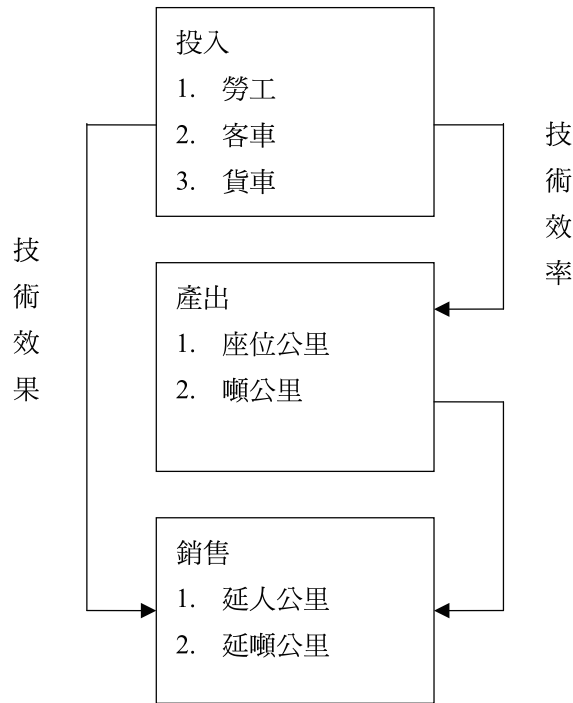 投入
1. 勞工
2. 客車
3. 貨車
技術效率
技術效果
產出
1. 座位公里
2. 噸公里
銷售
1. 延人公里
2. 延噸公里